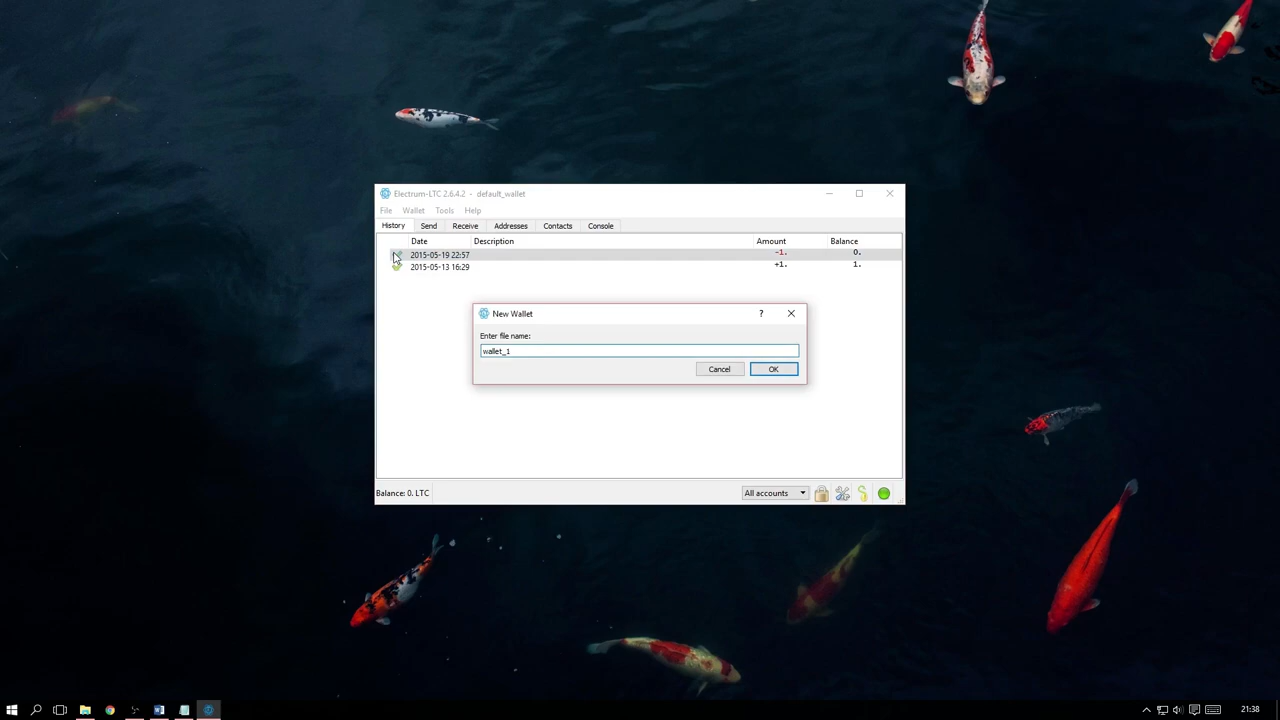 Electrum-LTC 2.6.4.2 - default_wallet
File Wallet Tools Help
History Send Receive Addresses Contacts Console
Date Description Amount Balance
2015-05-19 22:57 -1. 0.
2015-05-13 16:29 +1. 1.
New Wallet ?
Enter file name:
wallet_1
Cancel OK
Balance: 0. LTC All accounts
21:38